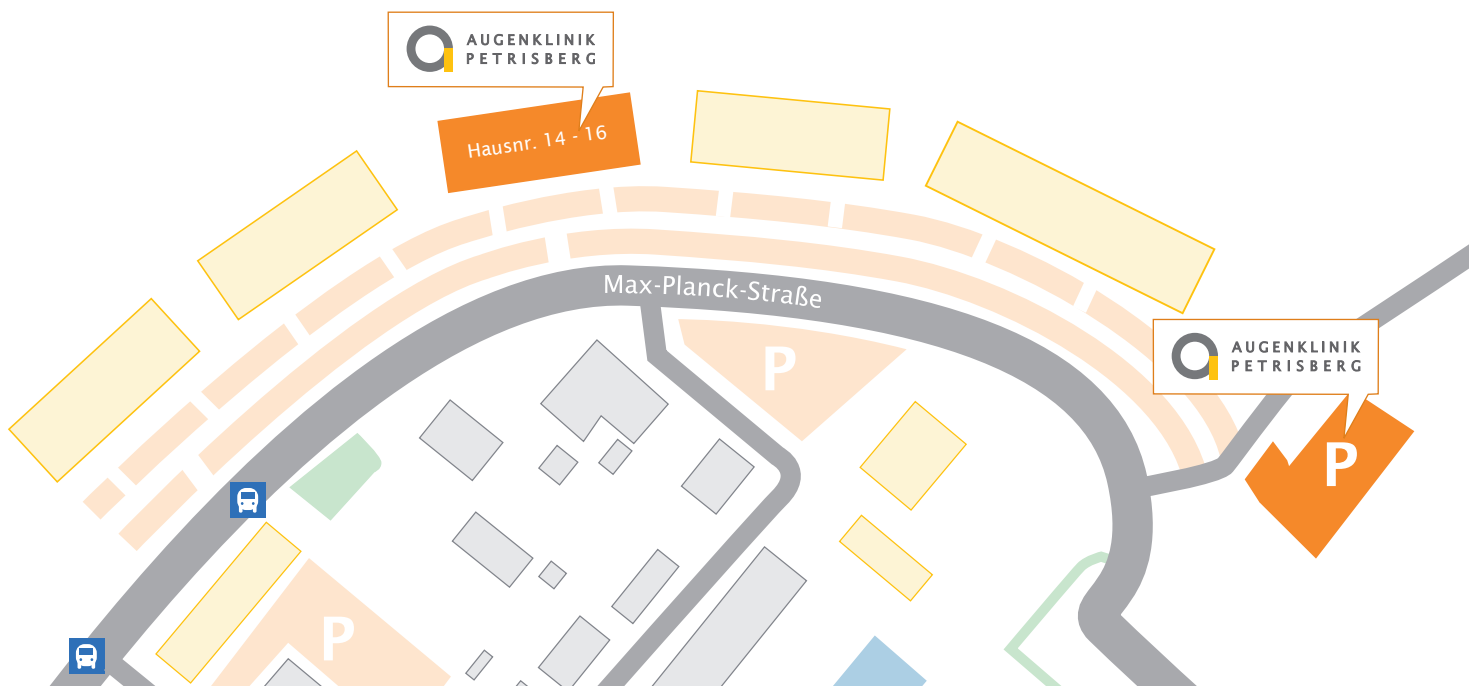 AUGENKLINIK
PETRISBERG
Hausnr. 14 - 16
Max-Planck-Straße
P
AUGENKLINIK
PETRISBERG
P
P